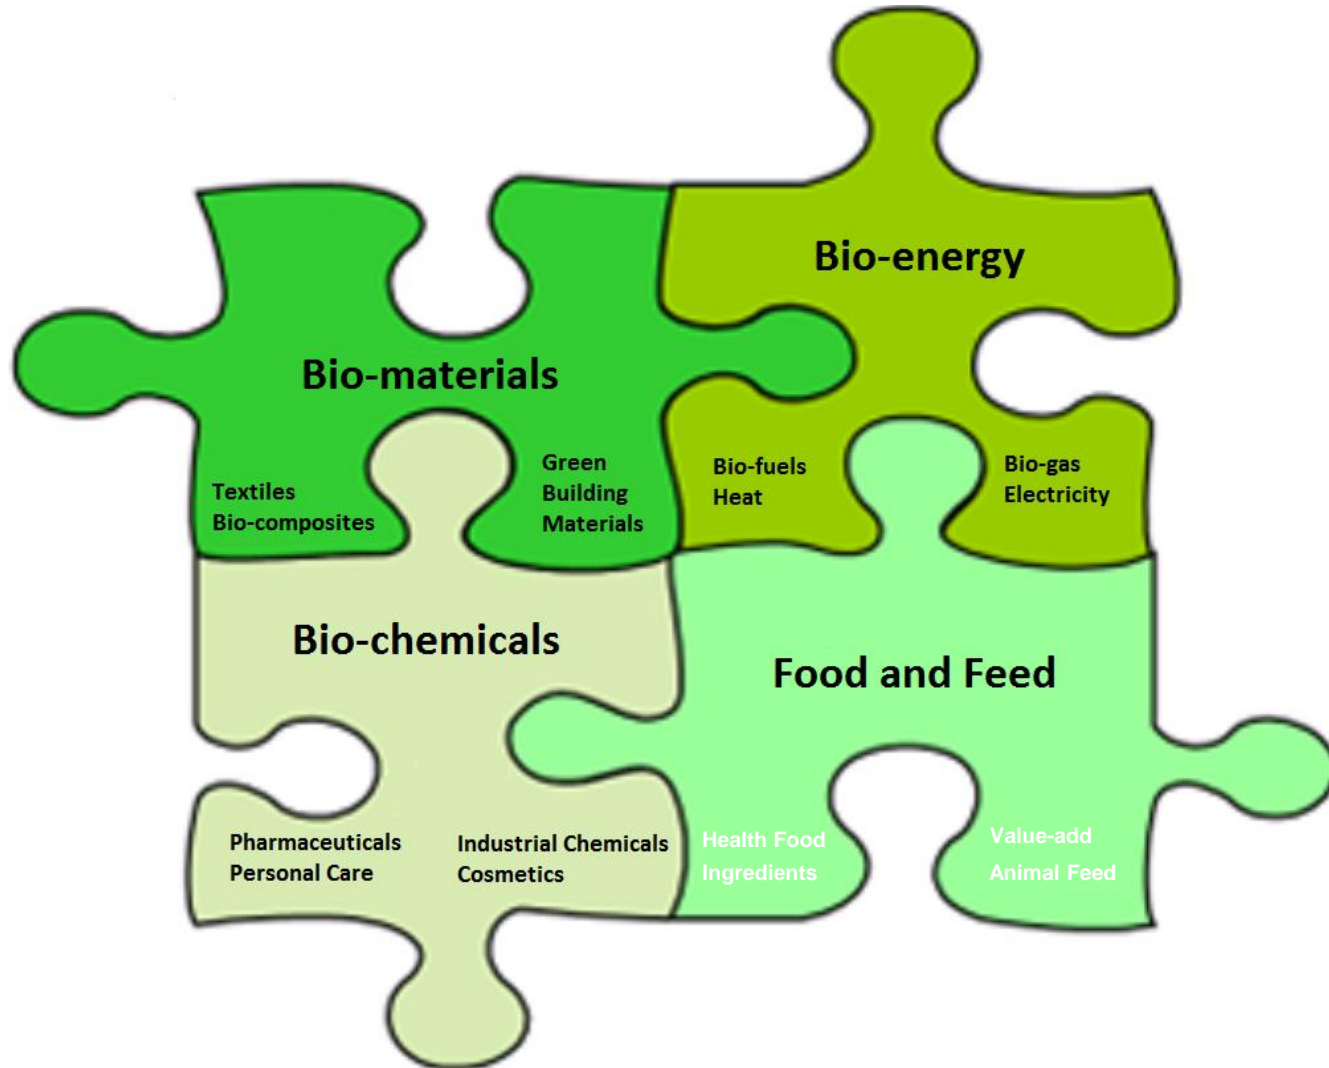 Bio-energy
Bio-materials
Textiles
Bio-composites
Green
Building
Materials
Bio-fuels
Heat
Bio-gas
Electricity
Bio-chemicals
Food and Feed
Pharmaceuticals
Personal Care
Industrial Chemicals
Cosmetics
Health Food
Ingredients
Value-add
Animal Feed